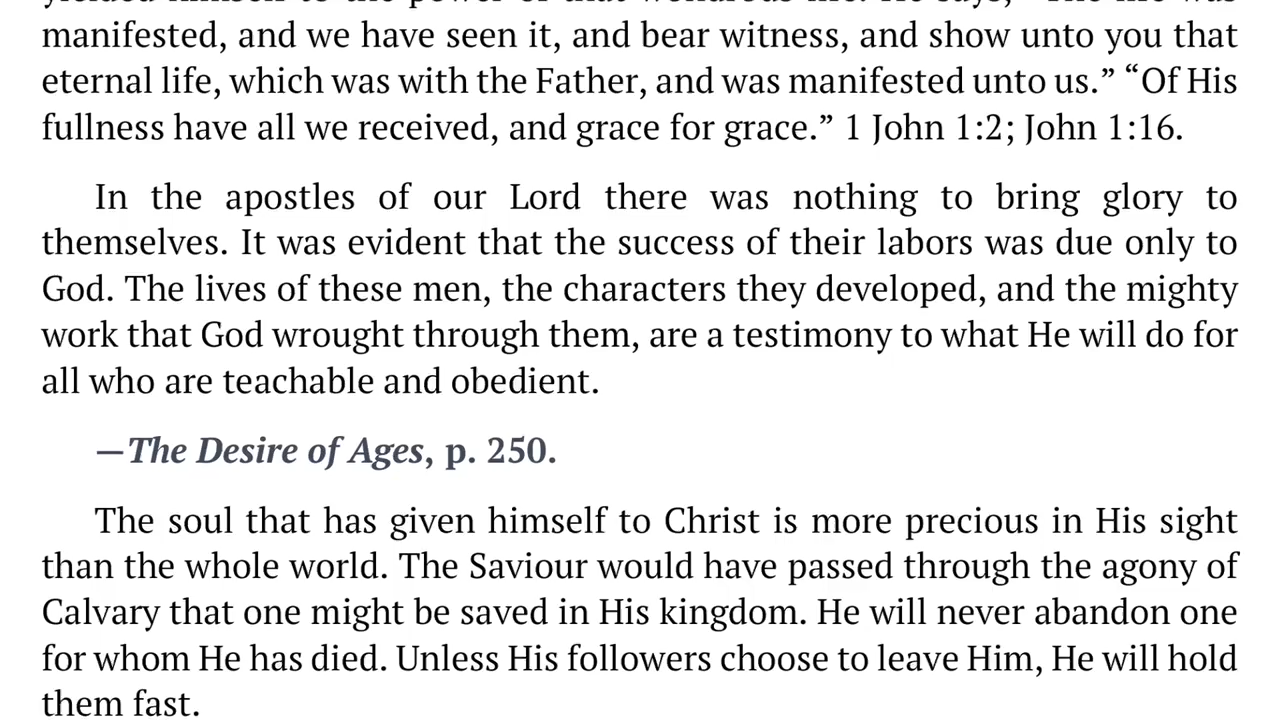 manifested, and we have seen it, and bear witness, and show unto you that
eternal life, which was with the Father, and was manifested unto us.” “Of His
fullness have all we received, and grace for grace.” 1 John 1:2; John 1:16.
In the apostles of our Lord there was nothing to bring glory to
themselves. It was evident that the success of their labors was due only to
God. The lives of these men, the characters they developed, and the mighty
work that God wrought through them, are a testimony to what He will do for
all who are teachable and obedient.
—The Desire of Ages, p. 250.
The soul that has given himself to Christ is more precious in His sight
than the whole world. The Saviour would have passed through the agony of
Calvary that one might be saved in His kingdom. He will never abandon one
for whom He has died. Unless His followers choose to leave Him, He will hold
them fast.